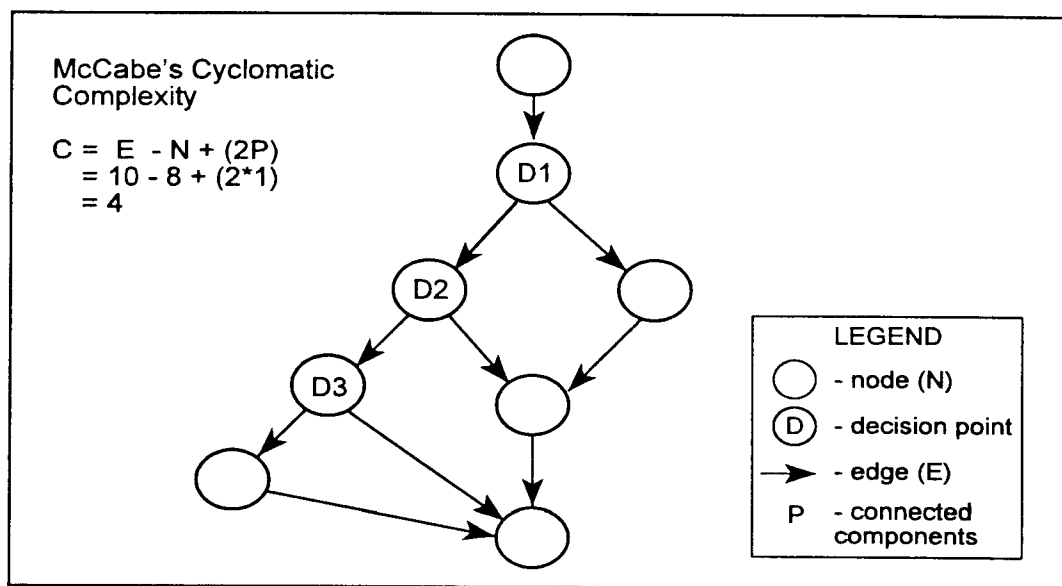 McCabe's Cyclomatic
Complexity
C = E - N + (2P)
= 10 - 8 + (2*1)
= 4
D1
D2
D3
LEGEND
- node (N)
D - decision point
- edge (E)
P - connected
components